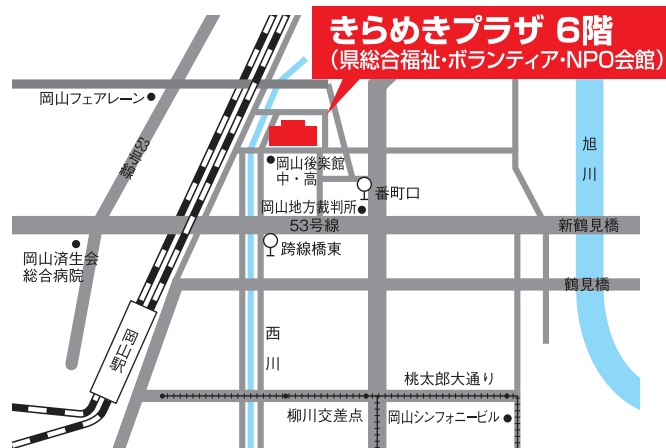 きらめきプラザ 6階
（県総合福祉・ボランティア・NPO会館）
岡山フェアレーン
53号線
旭川
岡山後楽館
中・高
番町口
岡山地方裁判所
53号線
新鶴見橋
跨線橋東
岡山済生会
総合病院
鶴見橋
岡山駅
西川
桃太郎大通り
柳川交差点
岡山シンフォニービル